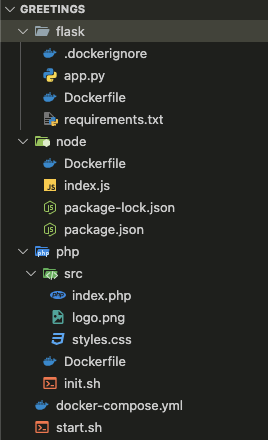 GREETINGS
flask
.dockerignore
app.py
Dockerfile
requirements.txt
node
Dockerfile
index.js
package-lock.json
package.json
php
src
index.php
logo.png
styles.css
Dockerfile
init.sh
docker-compose.yml
start.sh